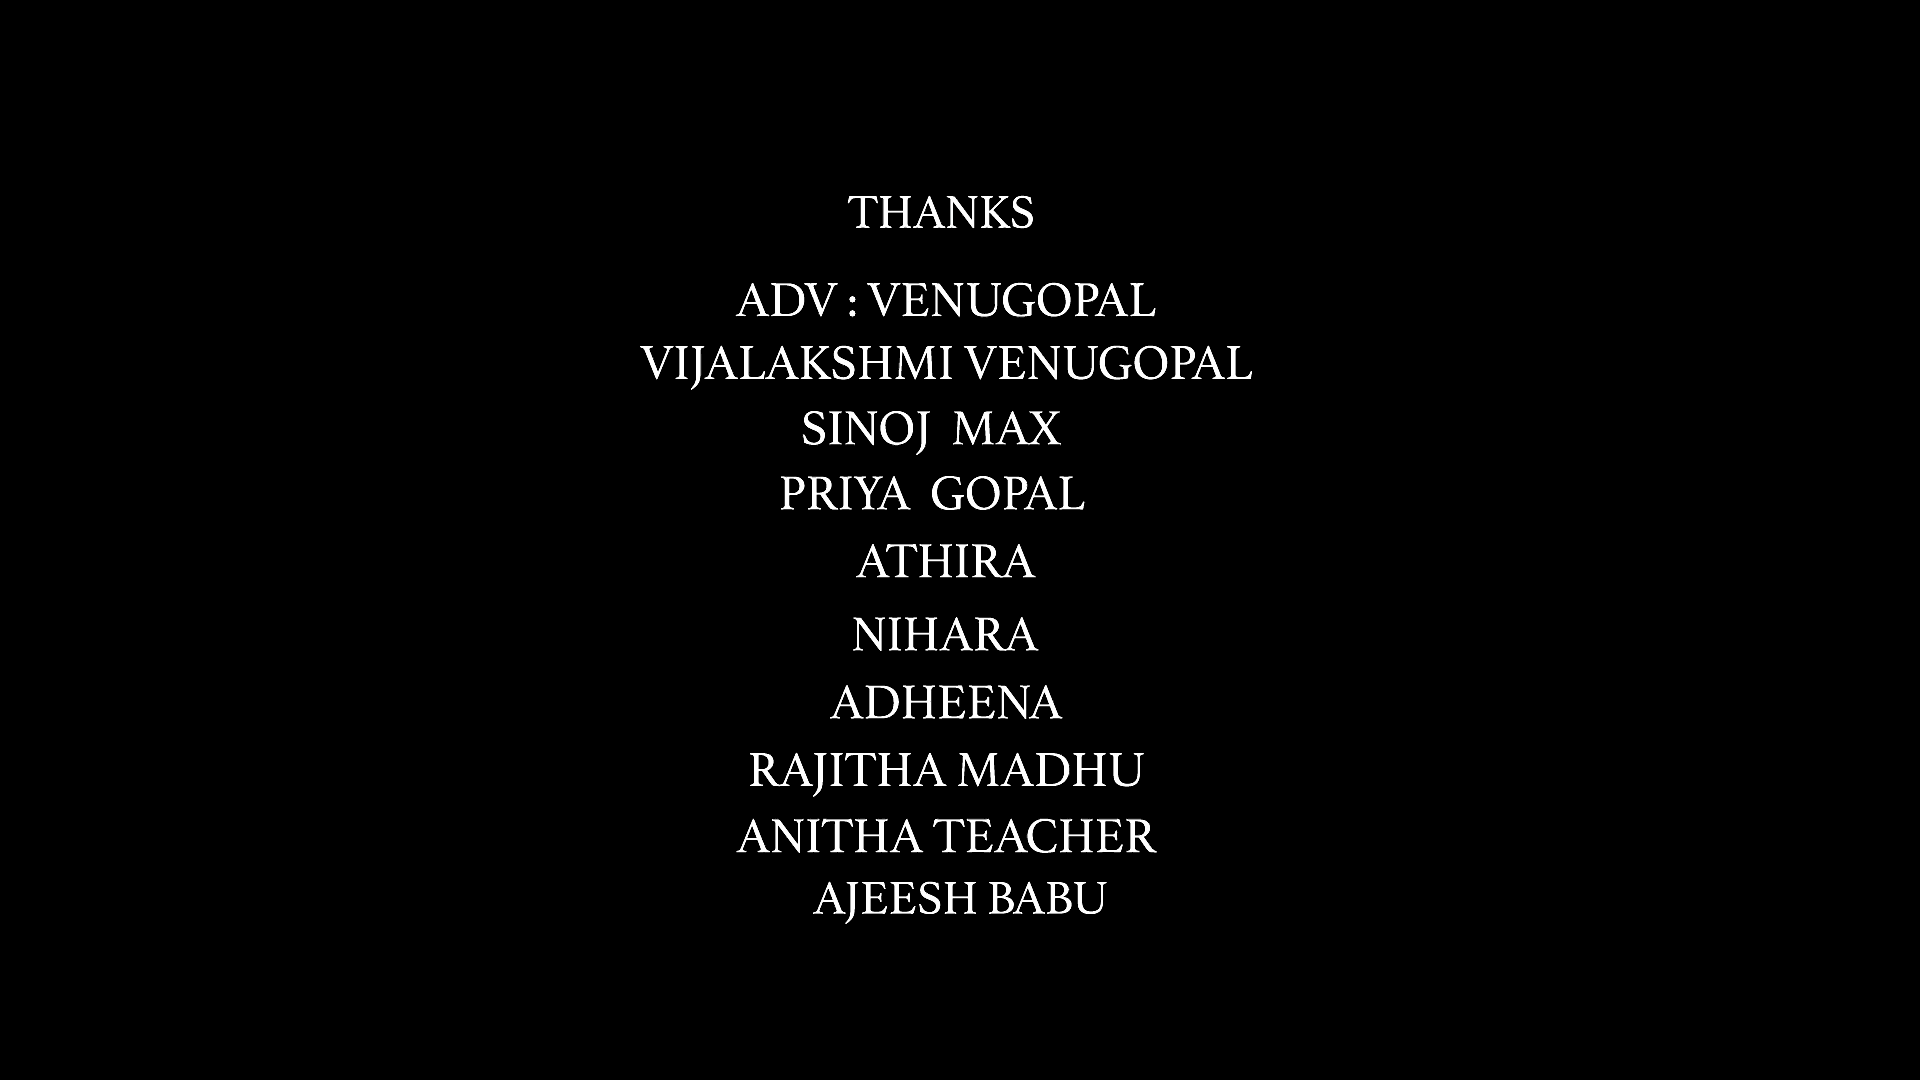 THANKS
ADV : VENUGOPAL
VIJALAKSHMI VENUGOPAL
SINOJ MAX
PRIYA GOPAL
ATHIRA
NIHARA
ADHEENA
RAJITHA MADHU
ANITHA TEACHER
AJEESH BABU